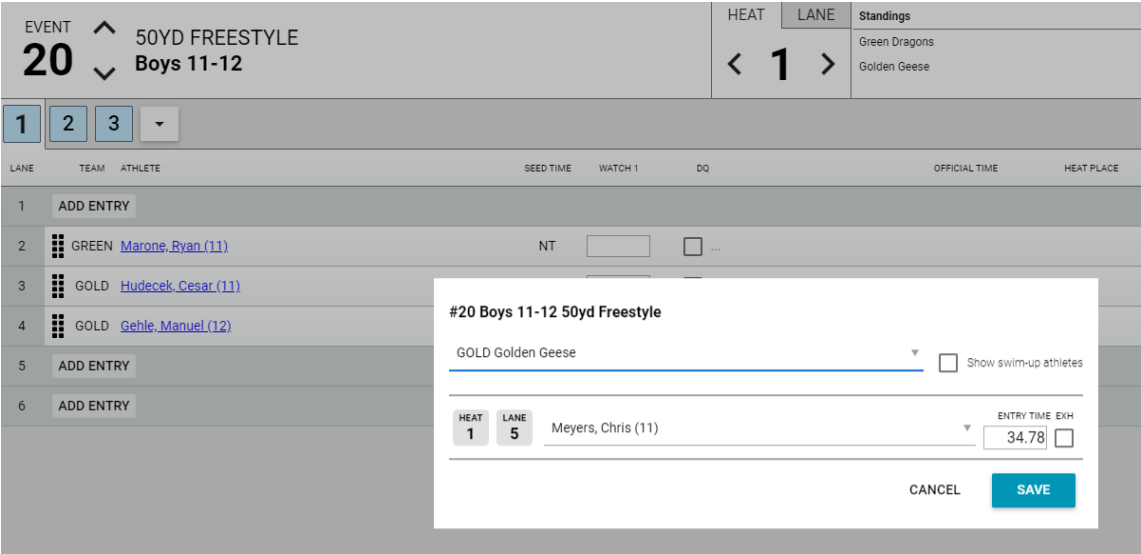 EVENT
20
50YD FREESTYLE
Boys 11-12
HEAT LANE
1
Standings
Green Dragons
Golden Geese
1 2 3
LANE TEAM ATHLETE SEED TIME WATCH 1 DQ OFFICIAL TIME HEAT PLACE
1 ADD ENTRY
2 GREEN Marone, Ryan (11) NT ...
3 GOLD Hudecek, Cesar (11)
4 GOLD Gehle, Manuel (12)
5 ADD ENTRY
6 ADD ENTRY
#20 Boys 11-12 50yd Freestyle
GOLD Golden Geese
Show swim-up athletes
HEAT LANE ENTRY TIME EXH
1 5 Meyers, Chris (11) 34.78
CANCEL SAVE